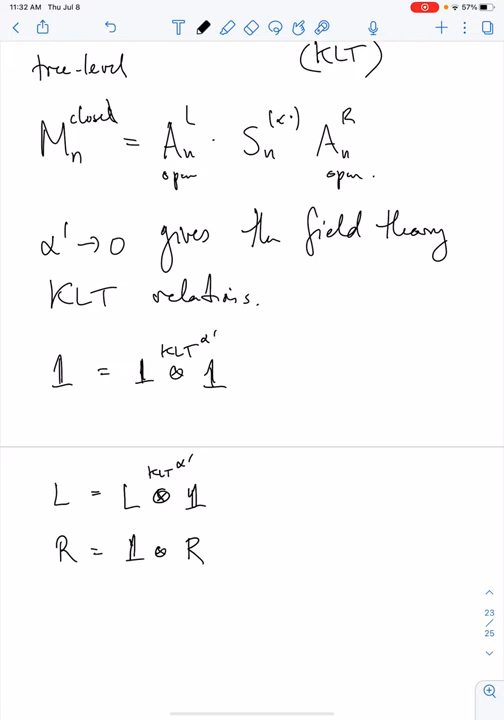 11:32 AM Thu Jul 8
57%
tree-level (KLT)
M_n^{closed} = A_n^L · S_n^{(α')} A_n^R
open open.
α' → 0 gives the field theory
KLT relations.
KLT^{α'}
𝟙 = 𝟙 ⊗ 𝟙
KLT^{α'}
L = L ⊗ 𝟙
R = 𝟙 ⊗ R
23
/
25